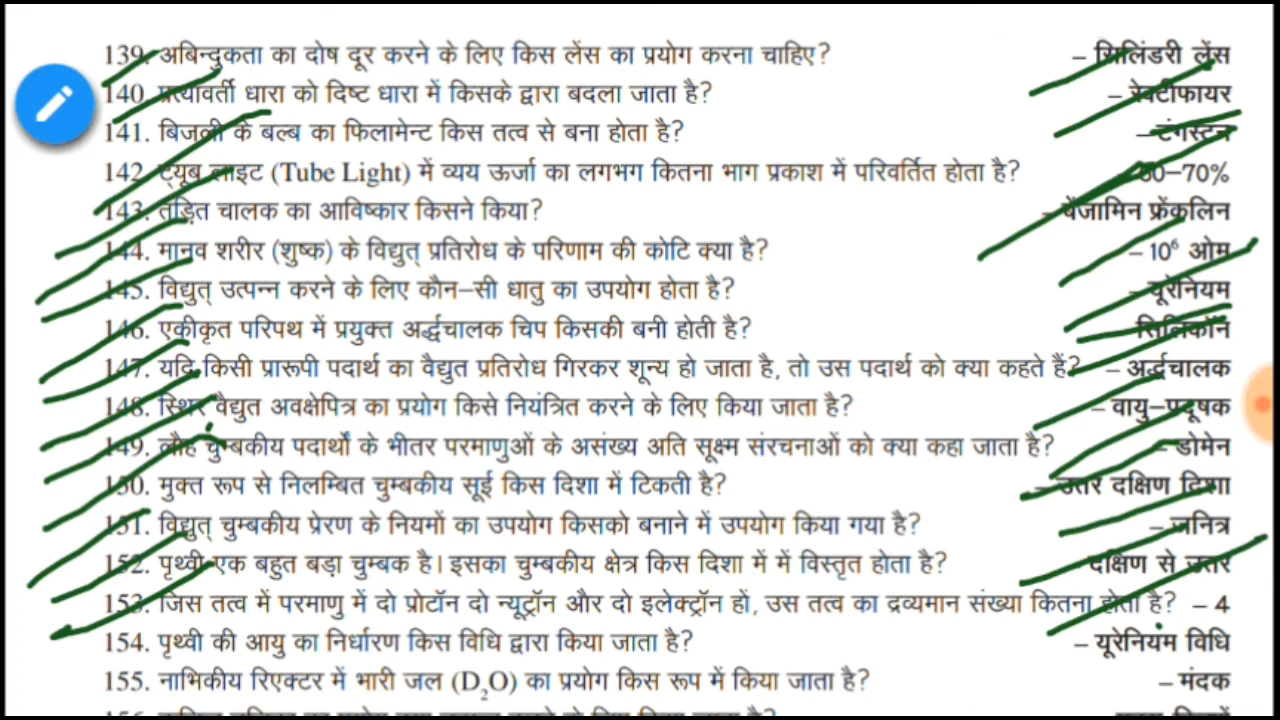 139. अबिन्दुकता का दोष दूर करने के लिए किस लेंस का प्रयोग करना चाहिए? – सिलिंडरी लेंस
140. प्रत्यावर्ती धारा को दिष्ट धारा में किसके द्वारा बदला जाता है? – रेक्टीफायर
141. बिजली के बल्ब का फिलामेन्ट किस तत्व से बना होता है? – टंगस्टन
142. ट्यूब लाइट (Tube Light) में व्यय ऊर्जा का लगभग कितना भाग प्रकाश में परिवर्तित होता है? 60–70%
143. तड़ित चालक का आविष्कार किसने किया? – बेंजामिन फ्रेंकलिन
144. मानव शरीर (शुष्क) के विद्युत् प्रतिरोध के परिणाम की कोटि क्या है? – 10⁶ ओम
145. विद्युत् उत्पन्न करने के लिए कौन–सी धातु का उपयोग होता है? – यूरेनियम
146. एकीकृत परिपथ में प्रयुक्त अर्द्धचालक चिप किसकी बनी होती है? सिलिकॉन
147. यदि किसी प्रारूपी पदार्थ का वैद्युत प्रतिरोध गिरकर शून्य हो जाता है, तो उस पदार्थ को क्या कहते हैं? – अर्द्धचालक
148. स्थिर वैद्युत अवक्षेपित्र का प्रयोग किसे नियंत्रित करने के लिए किया जाता है? – वायु–प्रदूषक
149. लौह चुम्बकीय पदार्थों के भीतर परमाणुओं के असंख्य अति सूक्ष्म संरचनाओं को क्या कहा जाता है? – डोमेन
150. मुक्त रूप से निलम्बित चुम्बकीय सूई किस दिशा में टिकती है? – उत्तर दक्षिण दिशा
151. विद्युत् चुम्बकीय प्रेरण के नियमों का उपयोग किसको बनाने में उपयोग किया गया है? – जनित्र
152. पृथ्वी एक बहुत बड़ा चुम्बक है। इसका चुम्बकीय क्षेत्र किस दिशा में में विस्तृत होता है? दक्षिण से उत्तर
153. जिस तत्व में परमाणु में दो प्रोटॉन दो न्यूट्रॉन और दो इलेक्ट्रॉन हों, उस तत्व का द्रव्यमान संख्या कितना होता है? – 4
154. पृथ्वी की आयु का निर्धारण किस विधि द्वारा किया जाता है? – यूरेनियम विधि
155. नाभिकीय रिएक्टर में भारी जल (D₂O) का प्रयोग किस रूप में किया जाता है? – मंदक